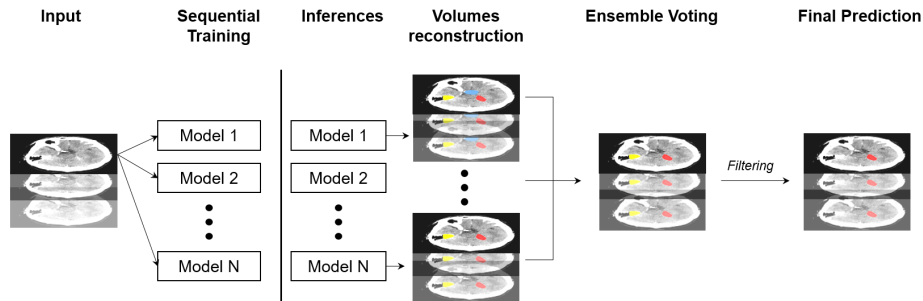 Input
Sequential
Training
Inferences
Volumes
reconstruction
Ensemble Voting
Final Prediction
Model 1
Model 2
Model N
Model 1
Model 2
Model N
Filtering